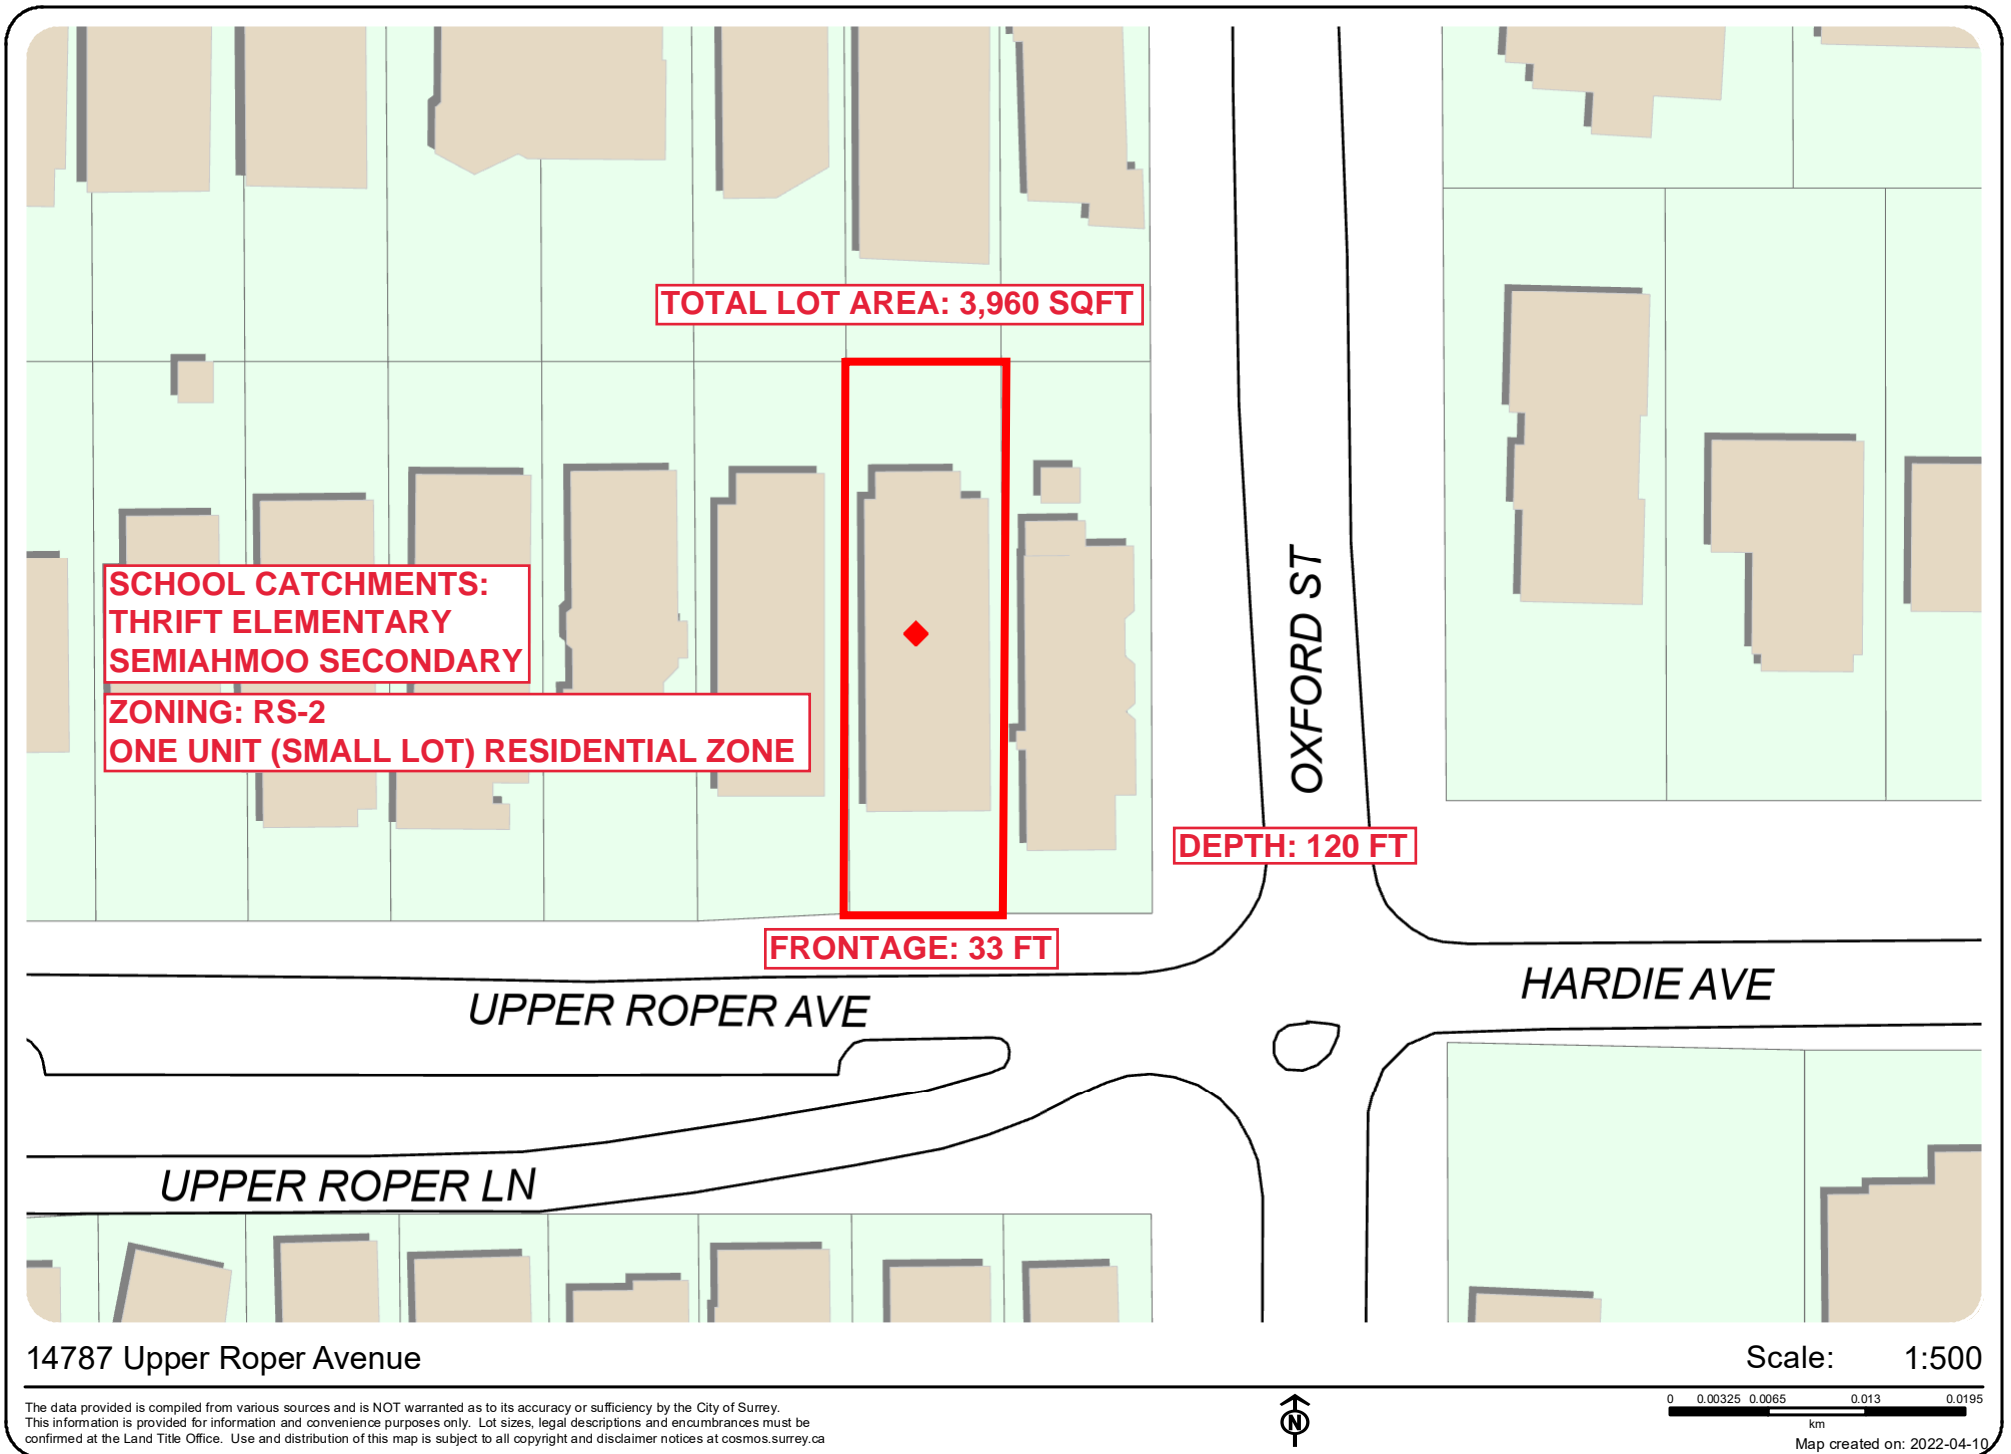 TOTAL LOT AREA: 3,960 SQFT
SCHOOL CATCHMENTS:
THRIFT ELEMENTARY
SEMIAHMOO SECONDARY
ZONING: RS-2
ONE UNIT (SMALL LOT) RESIDENTIAL ZONE
OXFORD ST
DEPTH: 120 FT
FRONTAGE: 33 FT
UPPER ROPER AVE
HARDIE AVE
UPPER ROPER LN
14787 Upper Roper Avenue
Scale: 1:500
The data provided is compiled from various sources and is NOT warranted as to its accuracy or sufficiency by the City of Surrey.
This information is provided for information and convenience purposes only. Lot sizes, legal descriptions and encumbrances must be
confirmed at the Land Title Office. Use and distribution of this map is subject to all copyright and disclaimer notices at cosmos.surrey.ca
N
0 0.00325 0.0065 0.013 0.0195
km
Map created on: 2022-04-10